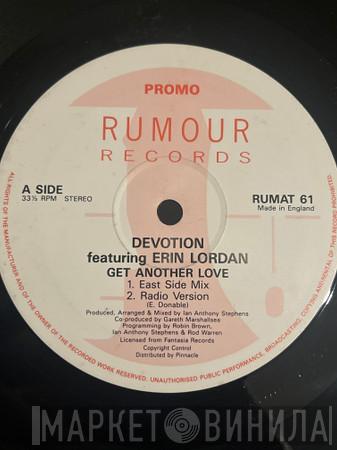 PROMO
RUMOUR
RECORDS
A SIDE
33⅓ RPM STEREO
RUMAT 61
Made in England
DEVOTION
featuring ERIN LORDAN
GET ANOTHER LOVE
1. East Side Mix
2. Radio Version
(E. Donable)
Produced, Arranged & Mixed by Ian Anthony Stephens
Co-produced by Gareth Marshallsea
Programming by Robin Brown,
Ian Anthony Stephens & Rod Warren
Licensed from Fantasia Records
Copyright Control
Distributed by Pinnacle
ALL RIGHTS OF THE MANUFACTURER AND OF THE OWNER OF THE RECORDED WORK RESERVED. UNAUTHORISED PUBLIC PERFORMANCE, BROADCASTING, COPYING AND RENTAL OF THIS RECORD PROHIBITED.
МАРКЕТ ВИНИЛА